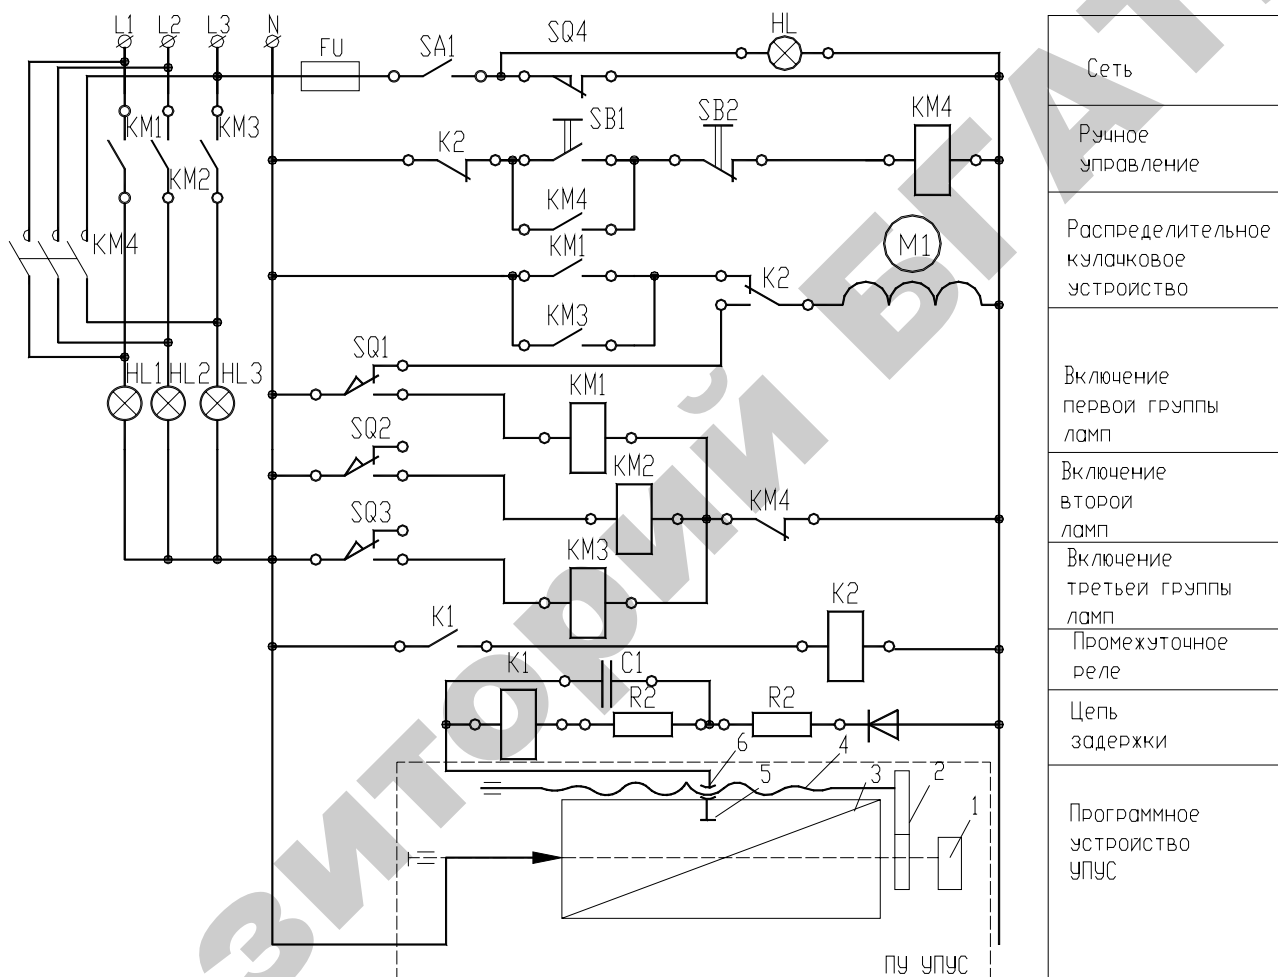 L1 L2 L3 N
FU
SA1
SQ4
HL
Сеть
KM1
KM3
K2
SB1
SB2
KM4
Ручное
управление
KM2
KM4
KM4
KM1
K2
M1
Распределительное
кулачковое
устройство
KM3
HL1 HL2 HL3
SQ1
KM1
Включение
первой группы
ламп
SQ2
KM2
KM4
Включение
второй
ламп
SQ3
KM3
Включение
третьей группы
ламп
K1
K2
Промежуточное
реле
K1
C1
R2
R2
Цепь
задержки
6
5
4
3
2
1
Программное
устройство
УПУС
ПУ УПУС
зиторий БГАТ